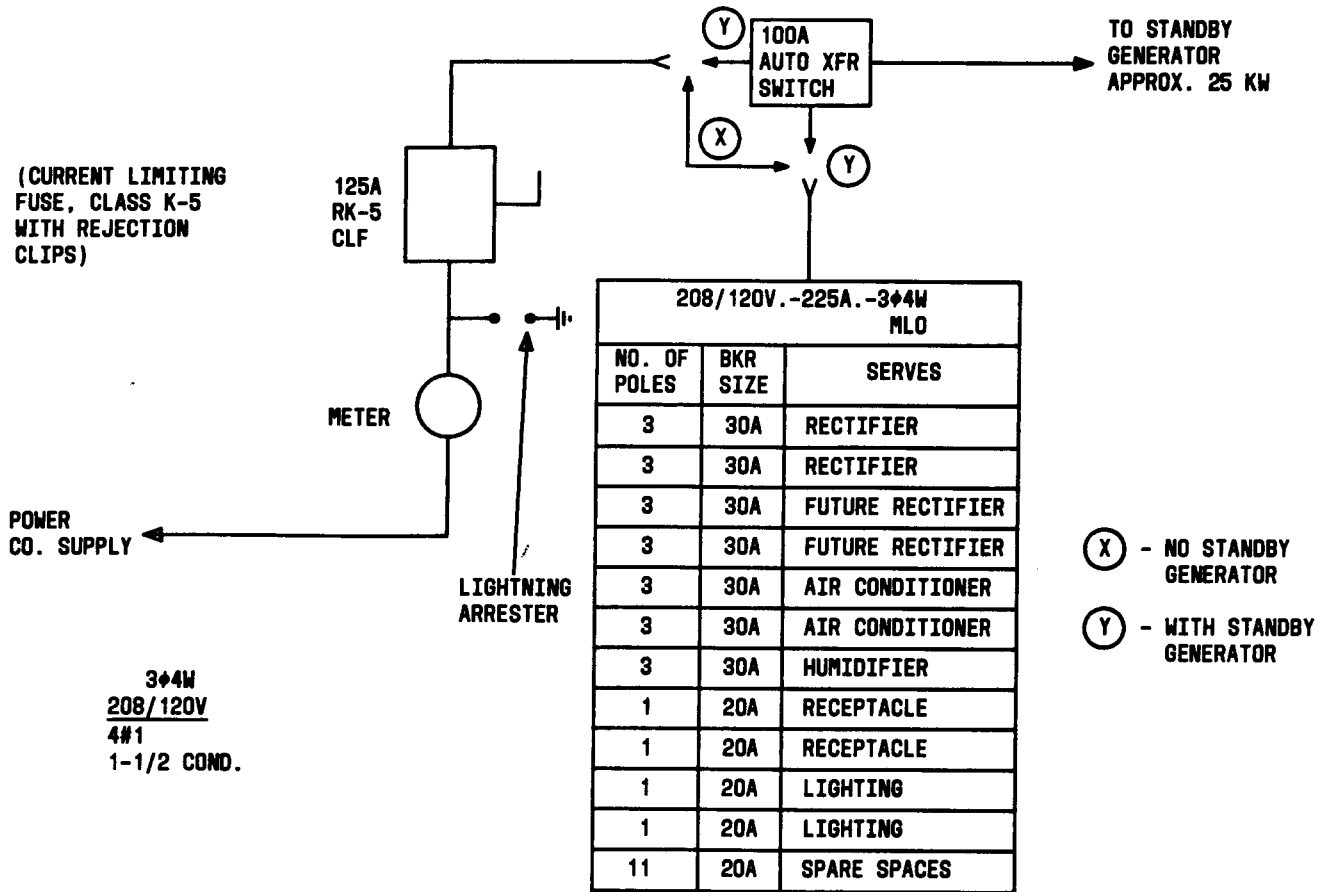 Y
100A
AUTO XFR
SWITCH
TO STANDBY
GENERATOR
APPROX. 25 KW
X
Y
(CURRENT LIMITING
FUSE, CLASS K-5
WITH REJECTION
CLIPS)
125A
RK-5
CLF
METER
POWER
CO. SUPPLY
LIGHTNING
ARRESTER
3φ4W
208/120V
4#1
1-1/2 COND.
208/120V.-225A.-3φ4W
MLO
NO. OF POLES BKR SIZE SERVES
3 30A RECTIFIER
3 30A RECTIFIER
3 30A FUTURE RECTIFIER
3 30A FUTURE RECTIFIER
3 30A AIR CONDITIONER
3 30A AIR CONDITIONER
3 30A HUMIDIFIER
1 20A RECEPTACLE
1 20A RECEPTACLE
1 20A LIGHTING
1 20A LIGHTING
11 20A SPARE SPACES
X - NO STANDBY
GENERATOR
Y - WITH STANDBY
GENERATOR